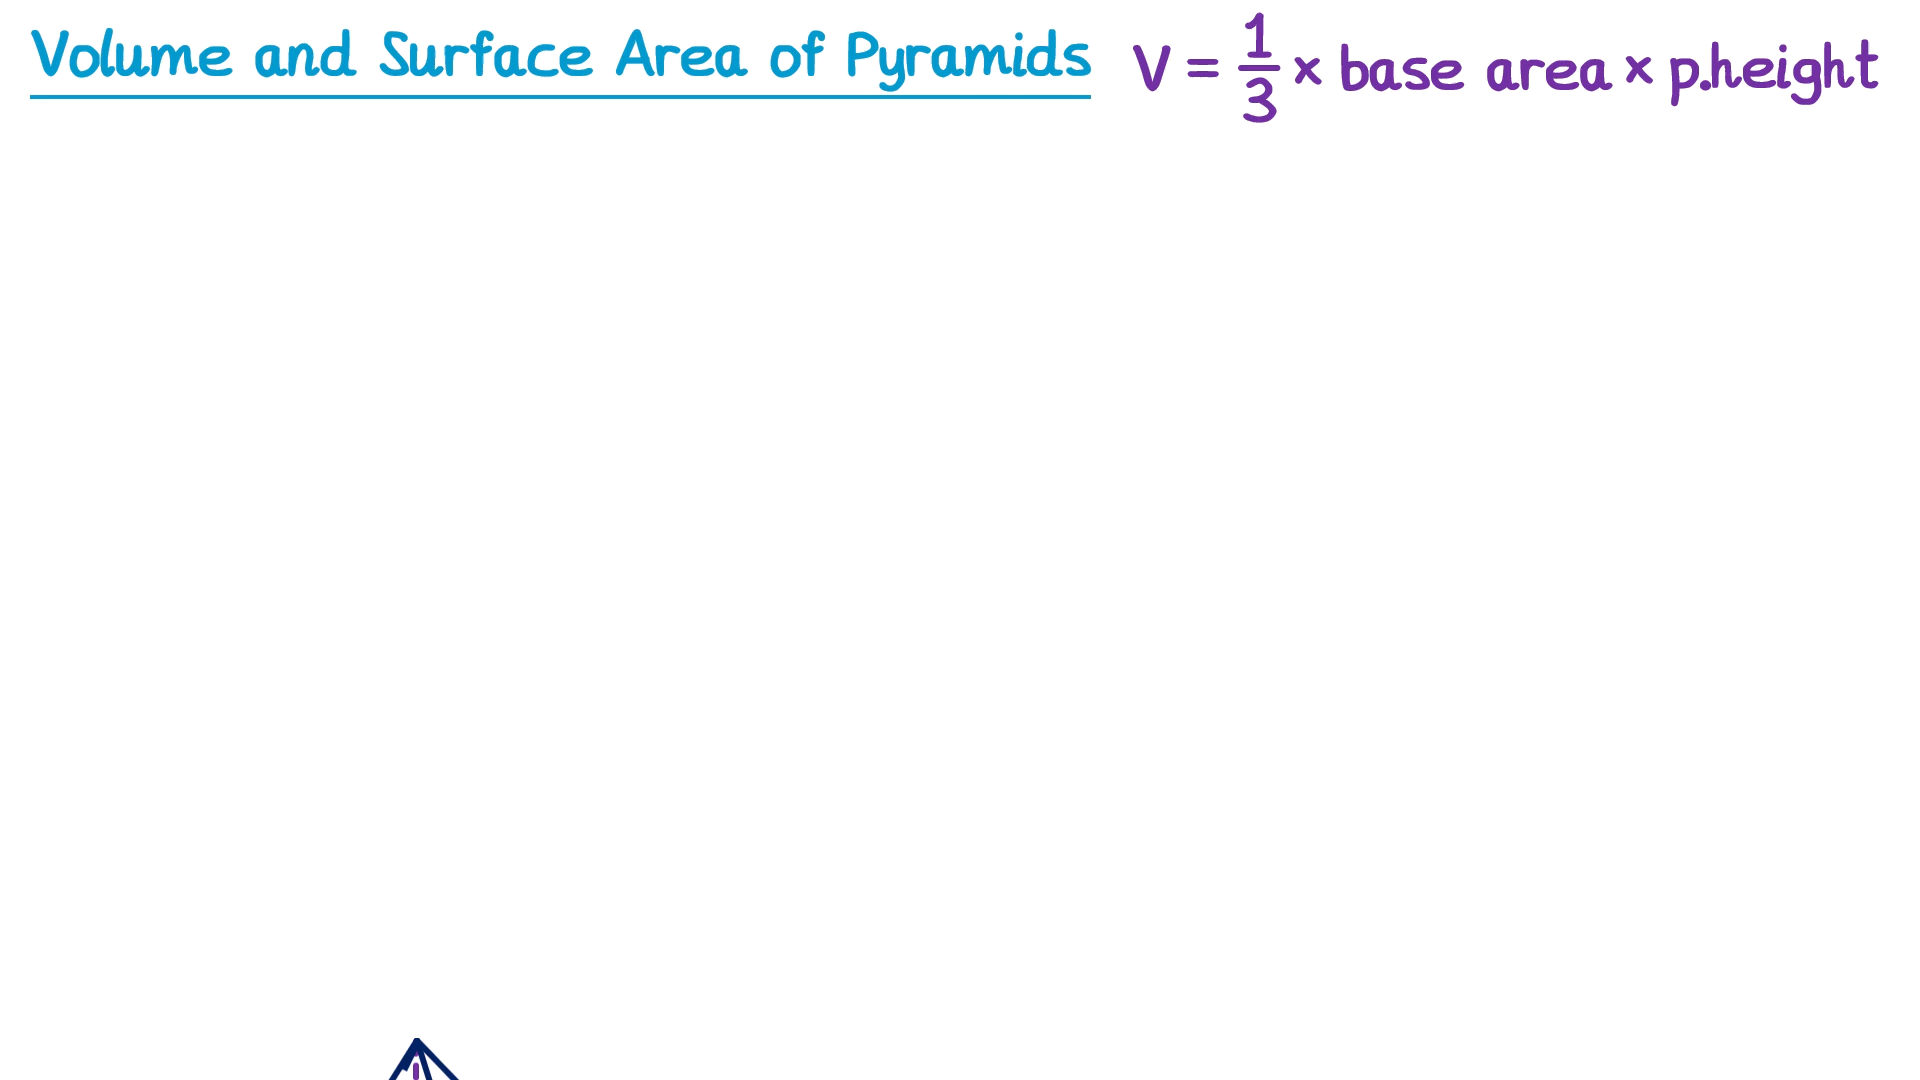 Volume and Surface Area of Pyramids
V = 1/3 × base area × p.height